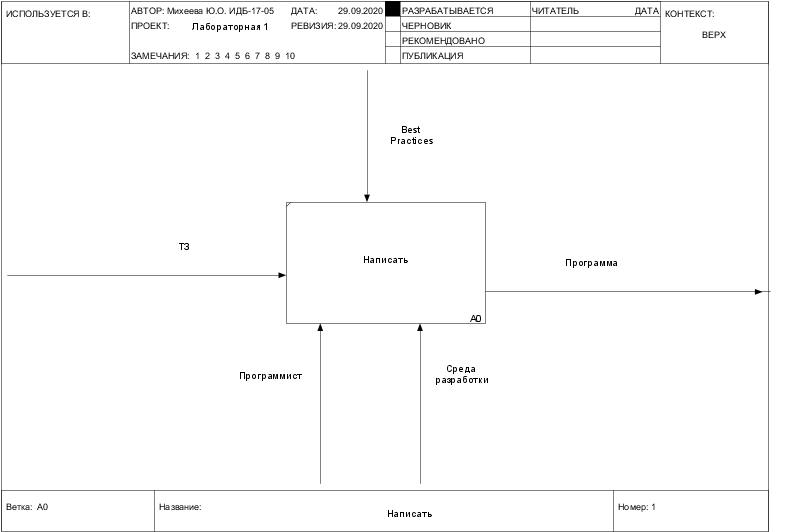 ИСПОЛЬЗУЕТСЯ В:
АВТОР: Михеева Ю.О. ИДБ-17-05 ДАТА: 29.09.2020
ПРОЕКТ: Лабораторная 1 РЕВИЗИЯ: 29.09.2020
ЗАМЕЧАНИЯ: 1 2 3 4 5 6 7 8 9 10
РАЗРАБАТЫВАЕТСЯ
ЧЕРНОВИК
РЕКОМЕНДОВАНО
ПУБЛИКАЦИЯ
ЧИТАТЕЛЬ ДАТА
КОНТЕКСТ:
ВЕРХ
Best
Practices
ТЗ
Написать
A0
Программа
Программист
Среда
разработки
Ветка: A0
Название:
Написать
Номер: 1